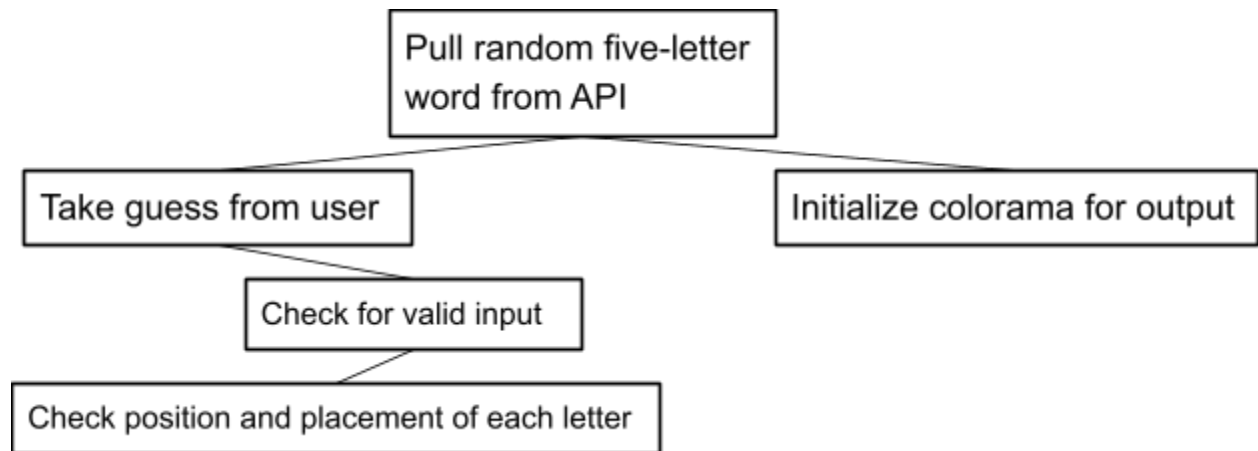 Pull random five-letter
word from API
Take guess from user
Initialize colorama for output
Check for valid input
Check position and placement of each letter